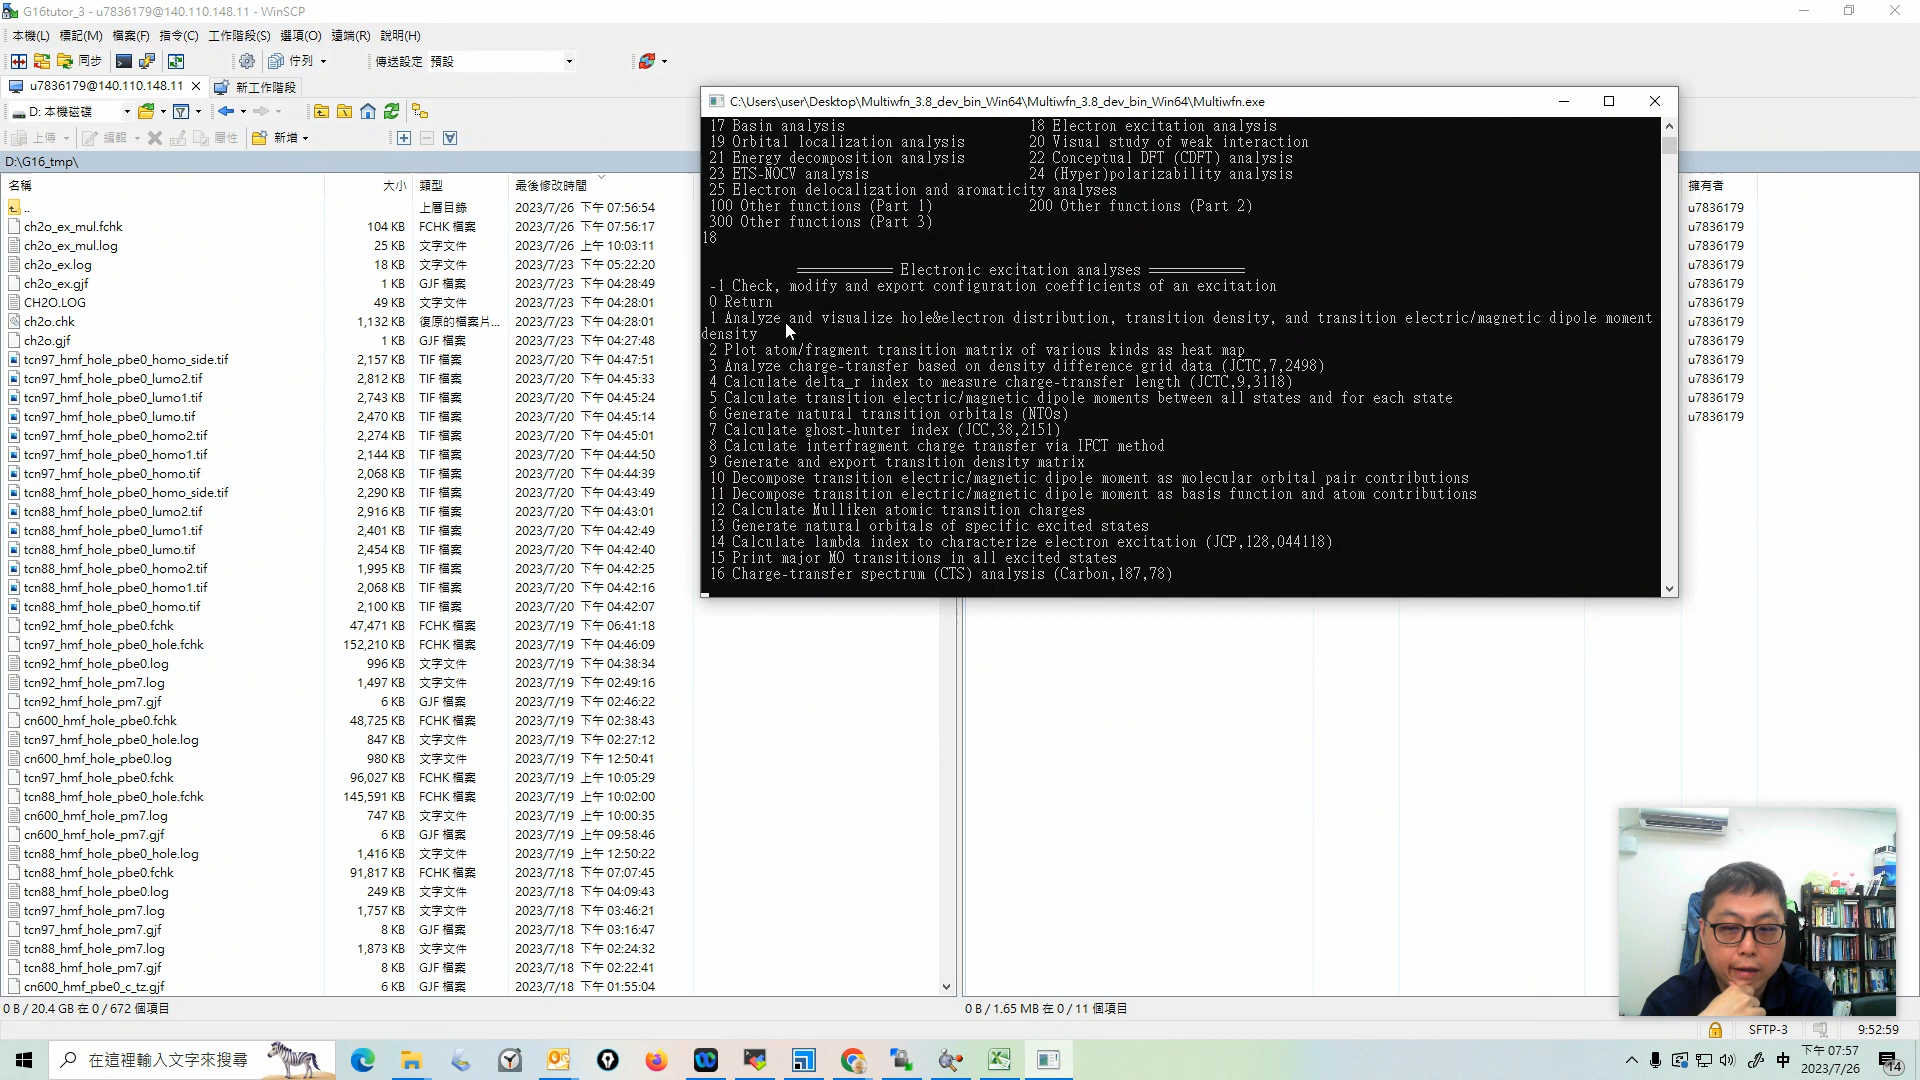 G16tutor_3 - u7836179@140.110.148.11 - WinSCP
本機(L) 標記(M) 檔案(F) 指令(C) 工作階段(S) 選項(O) 遠端(R) 說明(H)
同步 佇列 傳送設定 預設
u7836179@140.110.148.11 新工作階段
D: 本機磁碟
上傳 編輯 屬性 新增
D:\G16_tmp\
名稱 大小 類型 最後修改時間
.. 上層目錄 2023/7/26 下午 07:56:54
ch2o_ex_mul.fchk 104 KB FCHK 檔案 2023/7/26 下午 07:56:17
ch2o_ex_mul.log 25 KB 文字文件 2023/7/26 上午 10:03:11
ch2o_ex.log 18 KB 文字文件 2023/7/23 下午 05:22:20
ch2o_ex.gjf 1 KB GJF 檔案 2023/7/23 下午 04:28:49
CH2O.LOG 49 KB 文字文件 2023/7/23 下午 04:28:01
ch2o.chk 1,132 KB 復原的檔案片... 2023/7/23 下午 04:28:01
ch2o.gjf 1 KB GJF 檔案 2023/7/23 下午 04:27:48
tcn97_hmf_hole_pbe0_homo_side.tif 2,157 KB TIF 檔案 2023/7/20 下午 04:47:51
tcn97_hmf_hole_pbe0_lumo2.tif 2,812 KB TIF 檔案 2023/7/20 下午 04:45:33
tcn97_hmf_hole_pbe0_lumo1.tif 2,743 KB TIF 檔案 2023/7/20 下午 04:45:24
tcn97_hmf_hole_pbe0_lumo.tif 2,470 KB TIF 檔案 2023/7/20 下午 04:45:14
tcn97_hmf_hole_pbe0_homo2.tif 2,274 KB TIF 檔案 2023/7/20 下午 04:45:01
tcn97_hmf_hole_pbe0_homo1.tif 2,144 KB TIF 檔案 2023/7/20 下午 04:44:50
tcn97_hmf_hole_pbe0_homo.tif 2,068 KB TIF 檔案 2023/7/20 下午 04:44:39
tcn88_hmf_hole_pbe0_homo_side.tif 2,290 KB TIF 檔案 2023/7/20 下午 04:43:49
tcn88_hmf_hole_pbe0_lumo2.tif 2,916 KB TIF 檔案 2023/7/20 下午 04:43:01
tcn88_hmf_hole_pbe0_lumo1.tif 2,401 KB TIF 檔案 2023/7/20 下午 04:42:49
tcn88_hmf_hole_pbe0_lumo.tif 2,454 KB TIF 檔案 2023/7/20 下午 04:42:40
tcn88_hmf_hole_pbe0_homo2.tif 1,995 KB TIF 檔案 2023/7/20 下午 04:42:25
tcn88_hmf_hole_pbe0_homo1.tif 2,068 KB TIF 檔案 2023/7/20 下午 04:42:16
tcn88_hmf_hole_pbe0_homo.tif 2,100 KB TIF 檔案 2023/7/20 下午 04:42:07
tcn92_hmf_hole_pbe0.fchk 47,471 KB FCHK 檔案 2023/7/19 下午 06:41:18
tcn97_hmf_hole_pbe0_hole.fchk 152,210 KB FCHK 檔案 2023/7/19 下午 04:46:09
tcn92_hmf_hole_pbe0.log 996 KB 文字文件 2023/7/19 下午 04:38:34
tcn92_hmf_hole_pm7.log 1,497 KB 文字文件 2023/7/19 下午 02:49:16
tcn92_hmf_hole_pm7.gjf 6 KB GJF 檔案 2023/7/19 下午 02:46:22
cn600_hmf_hole_pbe0.fchk 48,725 KB FCHK 檔案 2023/7/19 下午 02:38:43
tcn97_hmf_hole_pbe0_hole.log 847 KB 文字文件 2023/7/19 下午 02:27:12
cn600_hmf_hole_pbe0.log 980 KB 文字文件 2023/7/19 下午 12:50:41
tcn97_hmf_hole_pbe0.fchk 96,027 KB FCHK 檔案 2023/7/19 上午 10:05:29
tcn88_hmf_hole_pbe0_hole.fchk 145,591 KB FCHK 檔案 2023/7/19 上午 10:02:00
cn600_hmf_hole_pm7.log 747 KB 文字文件 2023/7/19 上午 10:00:35
cn600_hmf_hole_pm7.gjf 6 KB GJF 檔案 2023/7/19 上午 09:58:46
tcn88_hmf_hole_pbe0_hole.log 1,416 KB 文字文件 2023/7/19 上午 12:50:22
tcn88_hmf_hole_pbe0.fchk 91,817 KB FCHK 檔案 2023/7/18 下午 07:07:45
tcn88_hmf_hole_pbe0.log 249 KB 文字文件 2023/7/18 下午 04:09:43
tcn97_hmf_hole_pm7.log 1,757 KB 文字文件 2023/7/18 下午 03:46:21
tcn97_hmf_hole_pm7.gjf 8 KB GJF 檔案 2023/7/18 下午 03:16:47
tcn88_hmf_hole_pm7.log 1,873 KB 文字文件 2023/7/18 下午 02:24:32
tcn88_hmf_hole_pm7.gjf 8 KB GJF 檔案 2023/7/18 下午 02:22:41
cn600_hmf_pbe0_c_tz.gjf 6 KB GJF 檔案 2023/7/18 下午 01:55:04
0 B / 20.4 GB 在 0 / 672 個項目
C:\Users\user\Desktop\Multiwfn_3.8_dev_bin_Win64\Multiwfn_3.8_dev_bin_Win64\Multiwfn.exe
17 Basin analysis 18 Electron excitation analysis
19 Orbital localization analysis 20 Visual study of weak interaction
21 Energy decomposition analysis 22 Conceptual DFT (CDFT) analysis
23 ETS-NOCV analysis 24 (Hyper)polarizability analysis
25 Electron delocalization and aromaticity analyses
100 Other functions (Part 1) 200 Other functions (Part 2)
300 Other functions (Part 3)
18
============ Electronic excitation analyses ============
-1 Check, modify and export configuration coefficients of an excitation
0 Return
1 Analyze and visualize hole&electron distribution, transition density, and transition electric/magnetic dipole moment
density
2 Plot atom/fragment transition matrix of various kinds as heat map
3 Analyze charge-transfer based on density difference grid data (JCTC,7,2498)
4 Calculate delta_r index to measure charge-transfer length (JCTC,9,3118)
5 Calculate transition electric/magnetic dipole moments between all states and for each state
6 Generate natural transition orbitals (NTOs)
7 Calculate ghost-hunter index (JCC,38,2151)
8 Calculate interfragment charge transfer via IFCT method
9 Generate and export transition density matrix
10 Decompose transition electric/magnetic dipole moment as molecular orbital pair contributions
11 Decompose transition electric/magnetic dipole moment as basis function and atom contributions
12 Calculate Mulliken atomic transition charges
13 Generate natural orbitals of specific excited states
14 Calculate lambda index to characterize electron excitation (JCP,128,044118)
15 Print major MO transitions in all excited states
16 Charge-transfer spectrum (CTS) analysis (Carbon,187,78)
擁有者
u7836179
u7836179
u7836179
u7836179
u7836179
u7836179
u7836179
u7836179
u7836179
u7836179
u7836179
u7836179
0 B / 1.65 MB 在 0 / 11 個項目
SFTP-3 9:52:59
在這裡輸入文字來搜尋
中
下午 07:57
2023/7/26
14